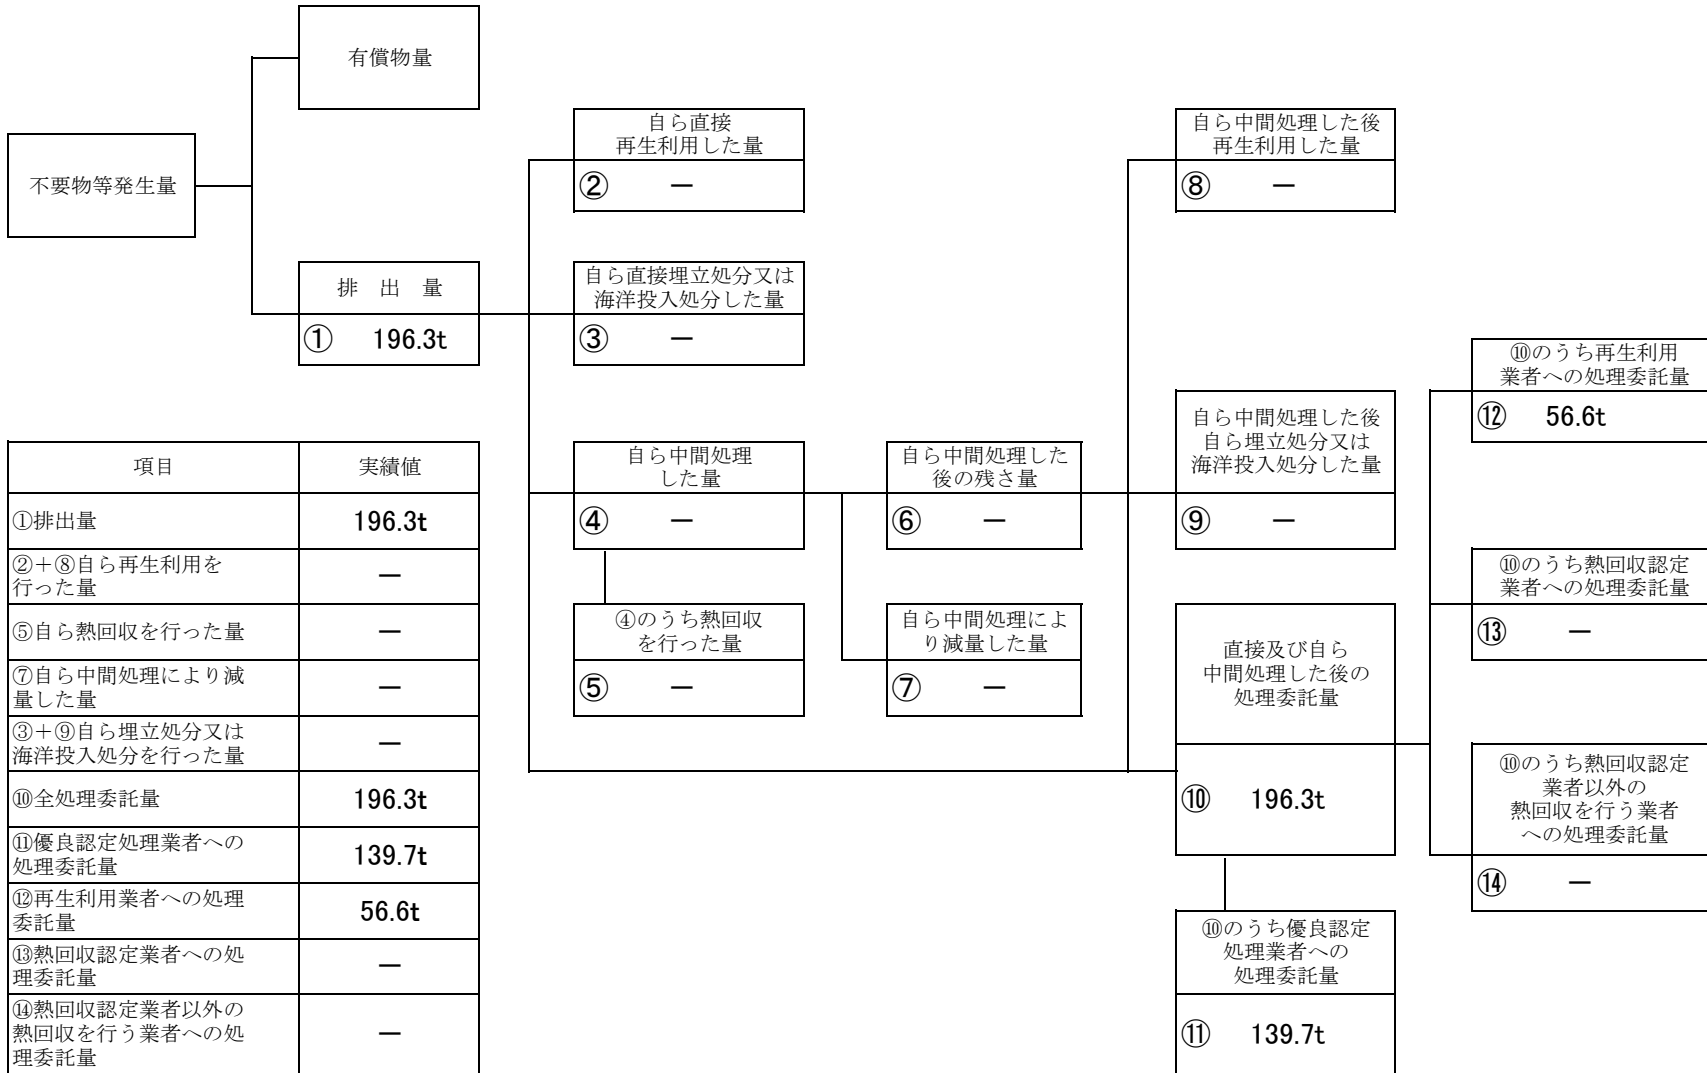 有償物量
不要物等発生量
排 出 量
① 196.3t
自ら直接
再生利用した量
② －
自ら直接埋立処分又は
海洋投入処分した量
③ －
自ら中間処理
した量
④ －
④のうち熱回収
を行った量
⑤ －
自ら中間処理した
後の残さ量
⑥ －
自ら中間処理によ
り減量した量
⑦ －
自ら中間処理した後
再生利用した量
⑧ －
自ら中間処理した後
自ら埋立処分又は
海洋投入処分した量
⑨ －
直接及び自ら
中間処理した後の
処理委託量
⑩ 196.3t
⑩のうち優良認定
処理業者への
処理委託量
⑪ 139.7t
⑩のうち再生利用
業者への処理委託量
⑫ 56.6t
⑩のうち熱回収認定
業者への処理委託量
⑬ －
⑩のうち熱回収認定
業者以外の
熱回収を行う業者
への処理委託量
⑭ －
項目 実績値
①排出量 196.3t
②＋⑧自ら再生利用を
行った量 －
⑤自ら熱回収を行った量 －
⑦自ら中間処理により減
量した量 －
③＋⑨自ら埋立処分又は
海洋投入処分を行った量 －
⑩全処理委託量 196.3t
⑪優良認定処理業者への
処理委託量 139.7t
⑫再生利用業者への処理
委託量 56.6t
⑬熱回収認定業者への処
理委託量 －
⑭熱回収認定業者以外の
熱回収を行う業者への処
理委託量 －